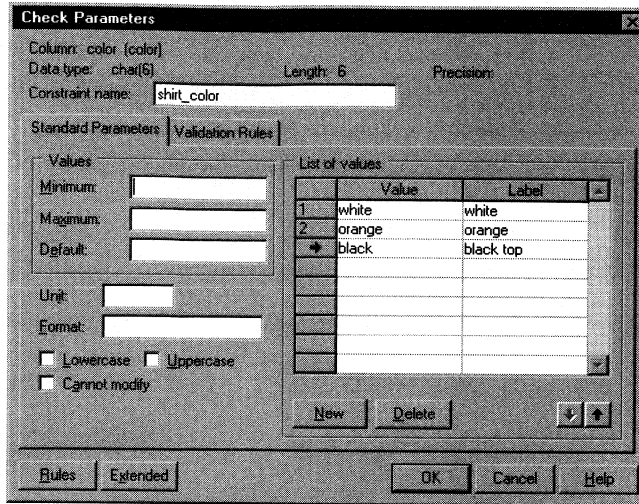 Check Parameters
Column: color (color)
Data type: char(6) Length: 6 Precision:
Constraint name: shirt_color
Standard Parameters Validation Rules
Values
Minimum:
Maximum:
Default:
Unit:
Format:
Lowercase Uppercase
Cannot modify
List of values
Value Label
1 white white
2 orange orange
black black top
New Delete
Rules Extended OK Cancel Help